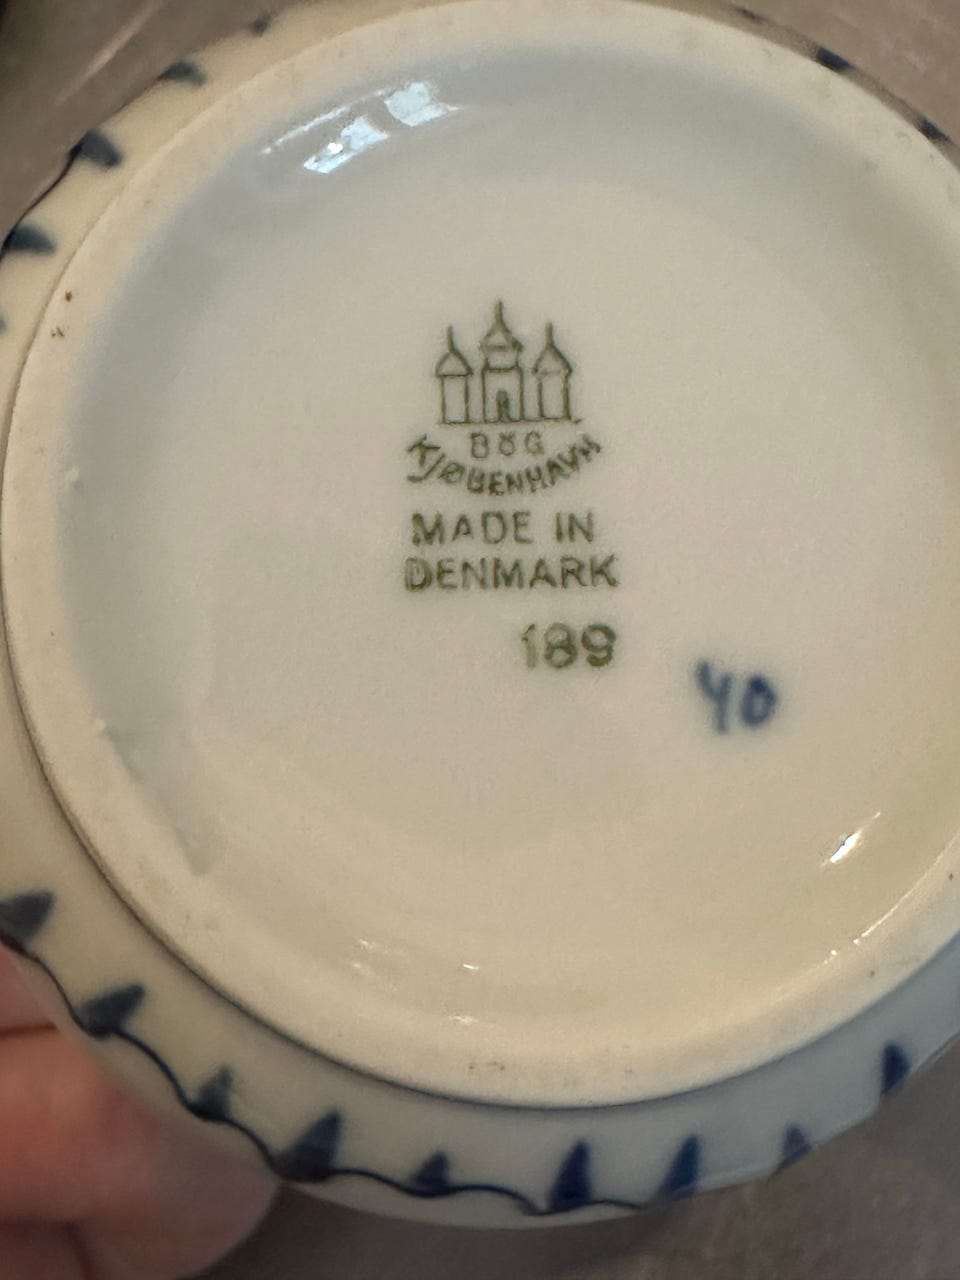 B&G
KJØBENHAVN
MADE IN
DENMARK
189
40